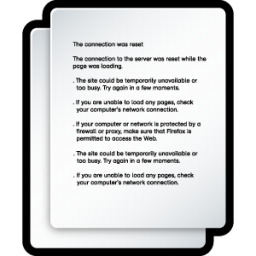 The connection was reset
The connection to the server was reset while the
page was loading.
. The site could be temporarily unavailable or
too busy. Try again in a few moments.
. If you are unable to load any pages, check
your computer's network connection.
. If your computer or network is protected by a
firewall or proxy, make sure that Firefox is
permitted to access the Web.
. The site could be temporarily unavailable or
too busy. Try again in a few moments.
. If you are unable to load any pages, check
your computer's network connection.